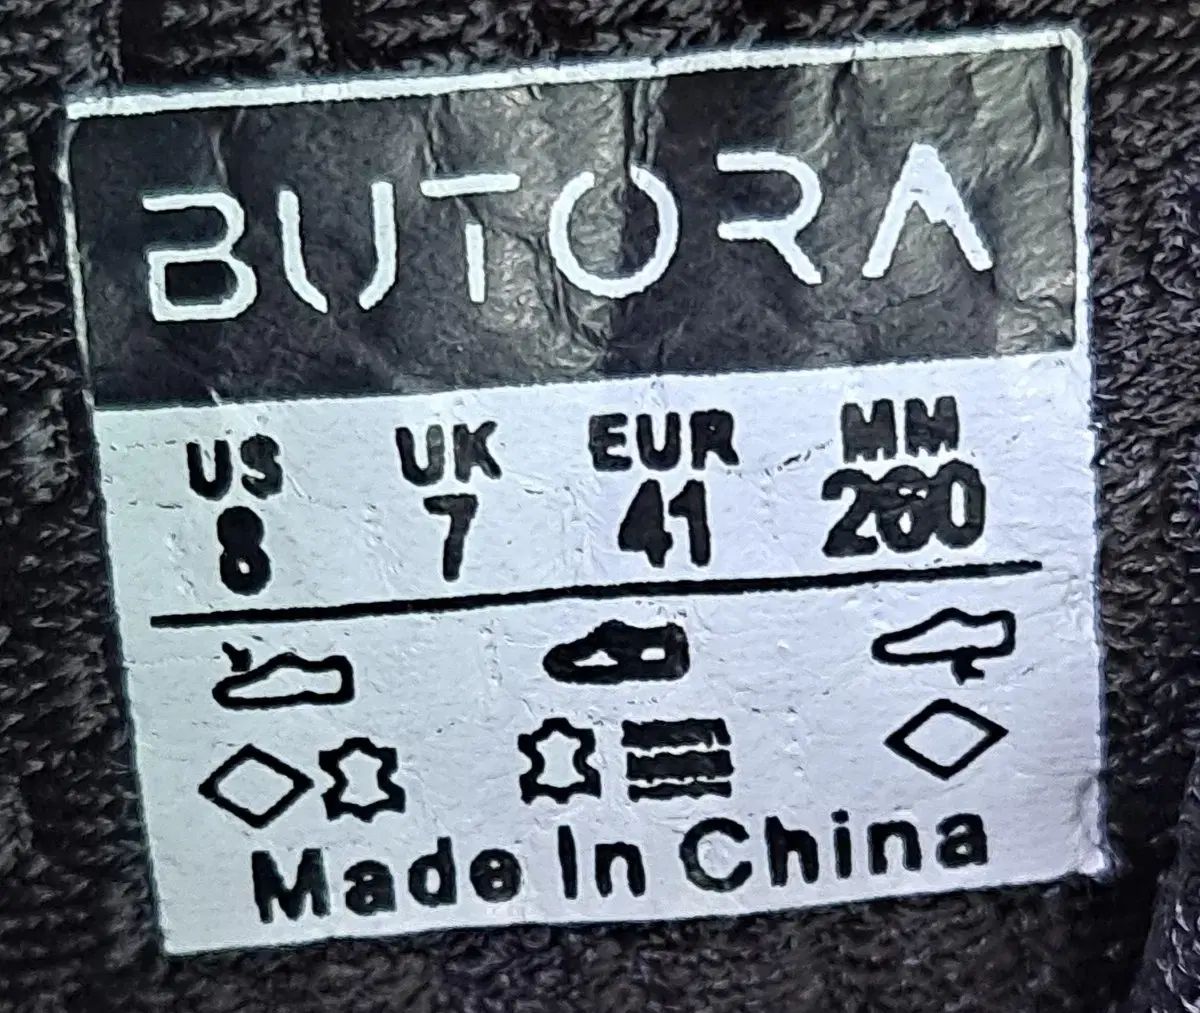 BUTORA
US UK EUR MM
8 7 41 260
Made In China